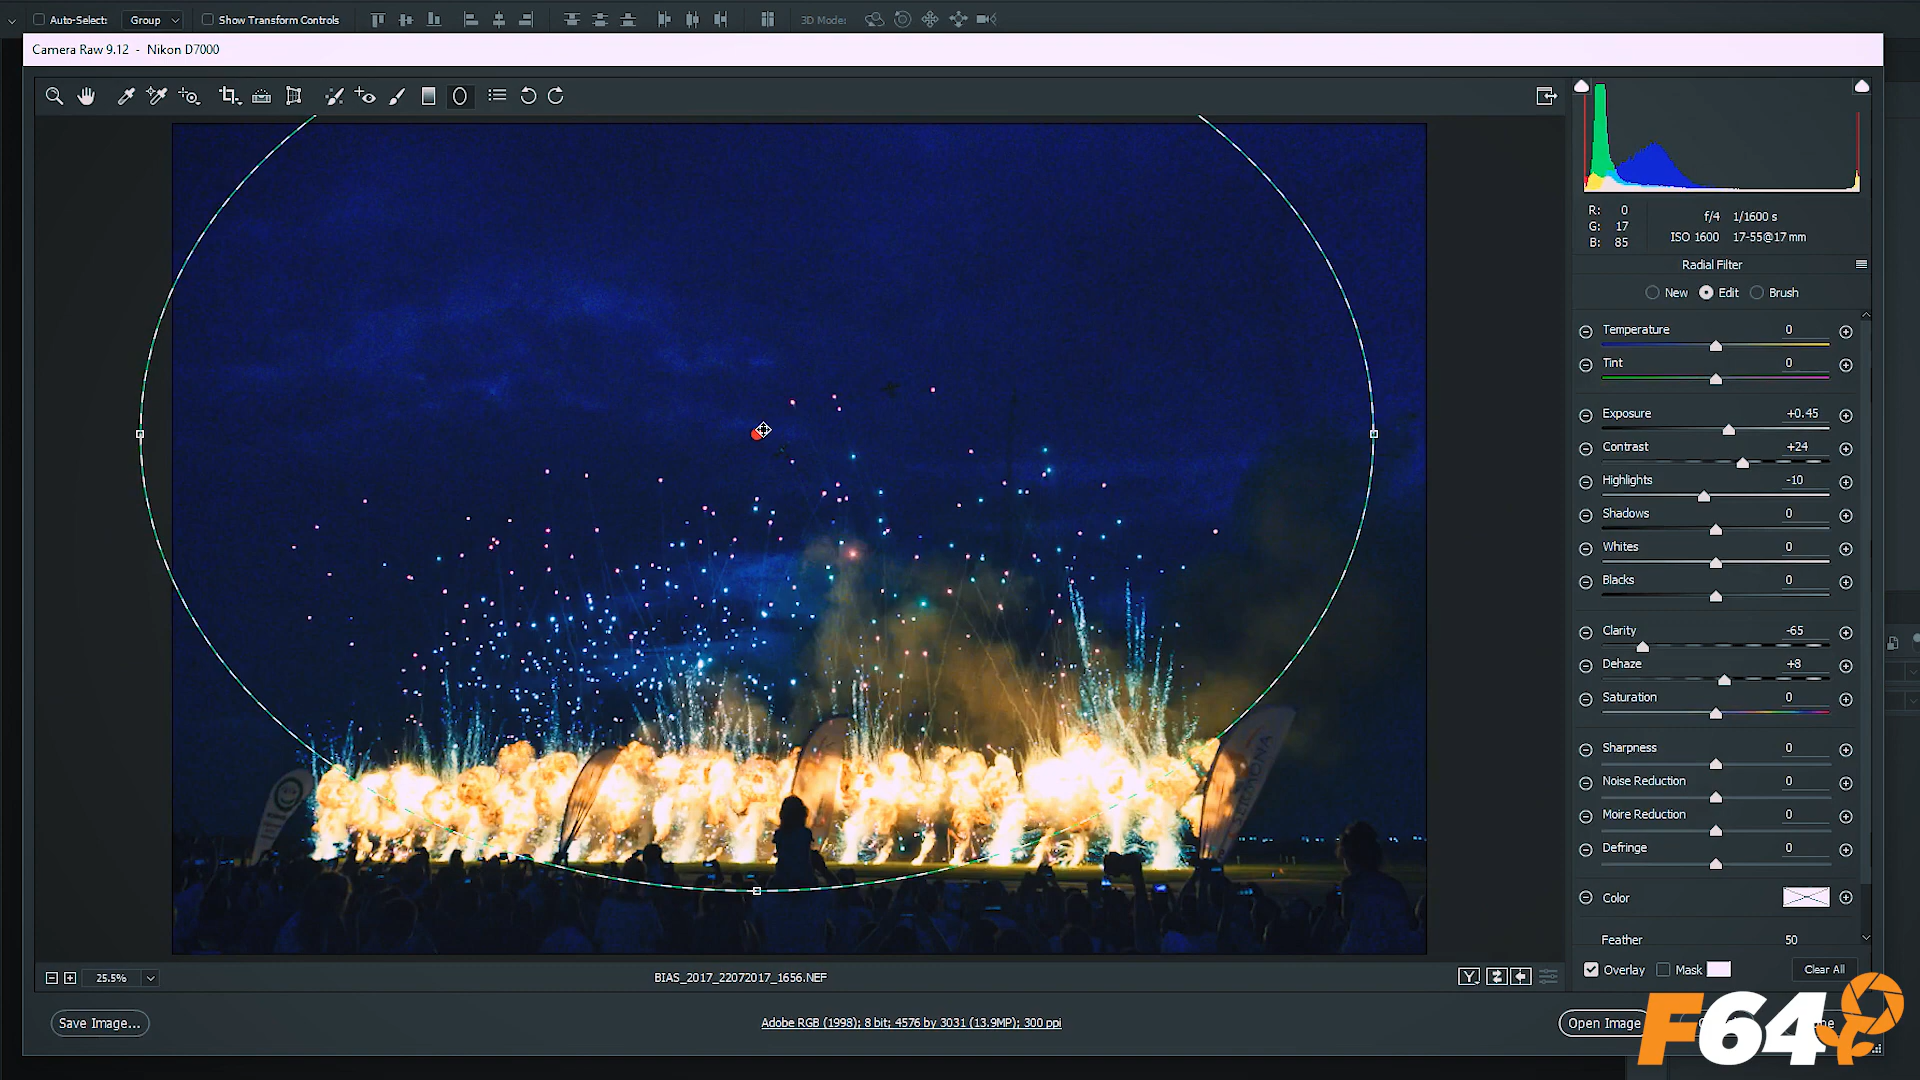 Auto-Select: Group Show Transform Controls 3D Mode:
Camera Raw 9.12 - Nikon D7000
R: 0
G: 17
B: 85
f/4 1/1600 s
ISO 1600 17-55@17 mm
Radial Filter
New Edit Brush
Temperature 0
Tint 0
Exposure +0.45
Contrast +24
Highlights -10
Shadows 0
Whites 0
Blacks 0
Clarity -65
Dehaze +8
Saturation 0
Sharpness 0
Noise Reduction 0
Moire Reduction 0
Defringe 0
Color
Feather 50
Overlay Mask Clear All
25.5% BIAS_2017_22072017_1656.NEF Y
Save Image... Adobe RGB (1998); 8 bit; 4576 by 3031 (13.9MP); 300 ppi Open Image
F64